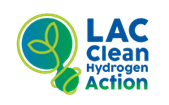 LAC
Clean
Hydrogen
Action